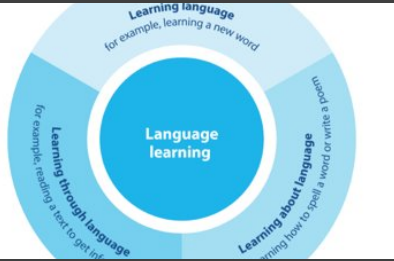 Learning language
for example, learning a new word
Language
learning
Learning about language
learning how to spell a word or write a poem
Learning through language
for example, reading a text to get